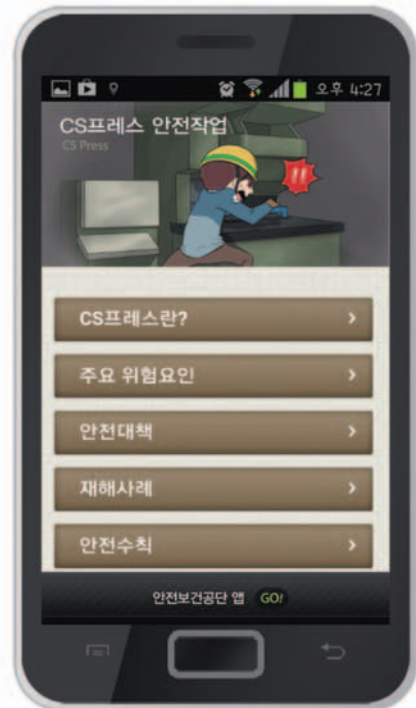 오후 4:27
CS프레스 안전작업
CS Press
!!
CS프레스란?
주요 위험요인
안전대책
재해사례
안전수칙
안전보건공단 앱 GO!